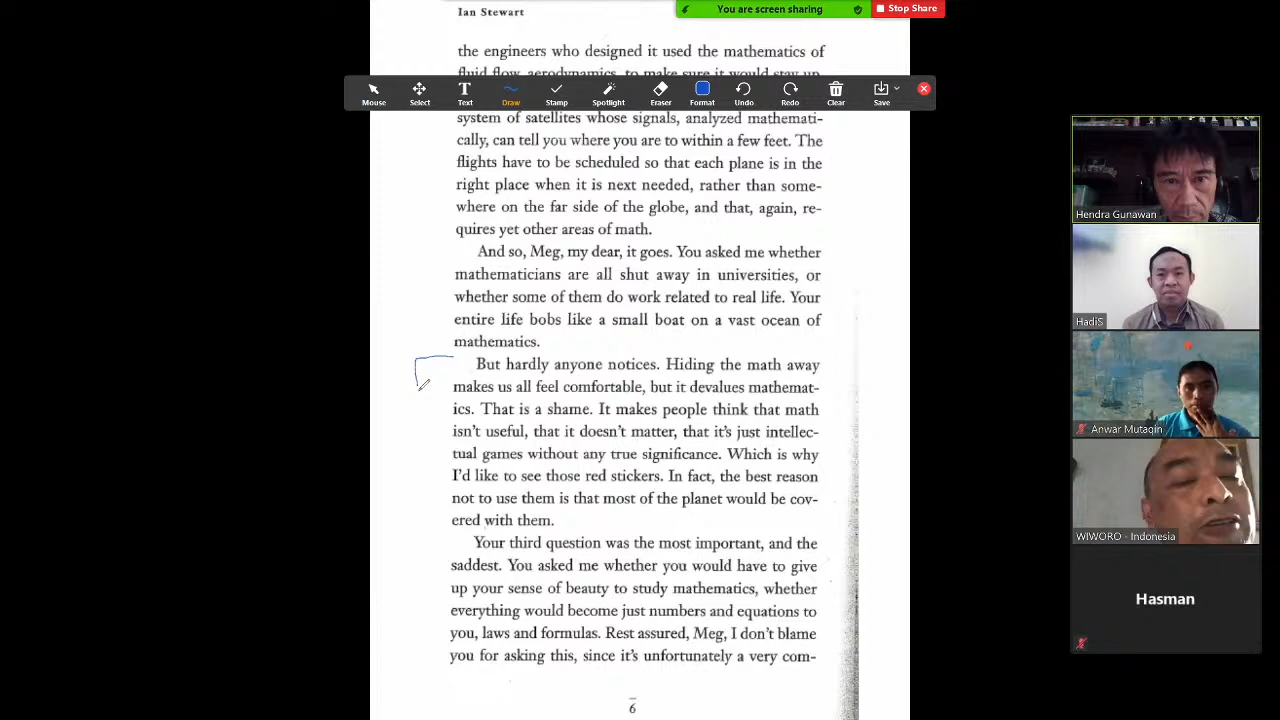 Ian Stewart
You are screen sharing
Stop Share
the engineers who designed it used the mathematics of
fluid flow, aerodynamics, to make sure it would stay up.
Mouse
Select
Text
Draw
Stamp
Spotlight
Eraser
Format
Undo
Redo
Clear
Save
system of satellites whose signals, analyzed mathemati-
cally, can tell you where you are to within a few feet. The
flights have to be scheduled so that each plane is in the
right place when it is next needed, rather than some-
where on the far side of the globe, and that, again, re-
quires yet other areas of math.
And so, Meg, my dear, it goes. You asked me whether
mathematicians are all shut away in universities, or
whether some of them do work related to real life. Your
entire life bobs like a small boat on a vast ocean of
mathematics.
But hardly anyone notices. Hiding the math away
makes us all feel comfortable, but it devalues mathemat-
ics. That is a shame. It makes people think that math
isn't useful, that it doesn't matter, that it's just intellec-
tual games without any true significance. Which is why
I'd like to see those red stickers. In fact, the best reason
not to use them is that most of the planet would be cov-
ered with them.
Your third question was the most important, and the
saddest. You asked me whether you would have to give
up your sense of beauty to study mathematics, whether
everything would become just numbers and equations to
you, laws and formulas. Rest assured, Meg, I don't blame
you for asking this, since it's unfortunately a very com-
6
Hendra Gunawan
HadiS
Anwar Mutaqin
WIWORO - Indonesia
Hasman